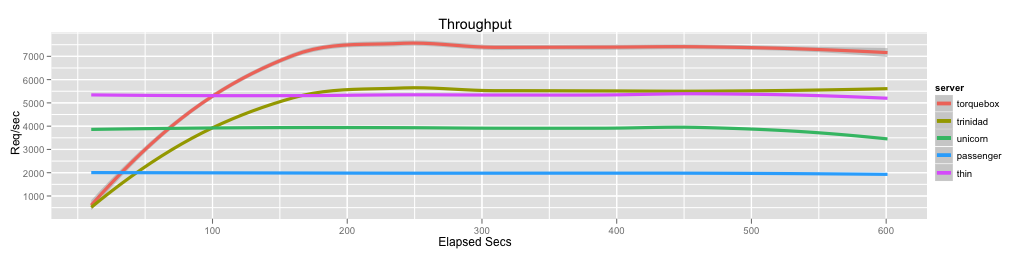 Throughput
Req/sec
7000
6000
5000
4000
3000
2000
1000
100 200 300 400 500 600
Elapsed Secs
server
torquebox
trinidad
unicorn
passenger
thin